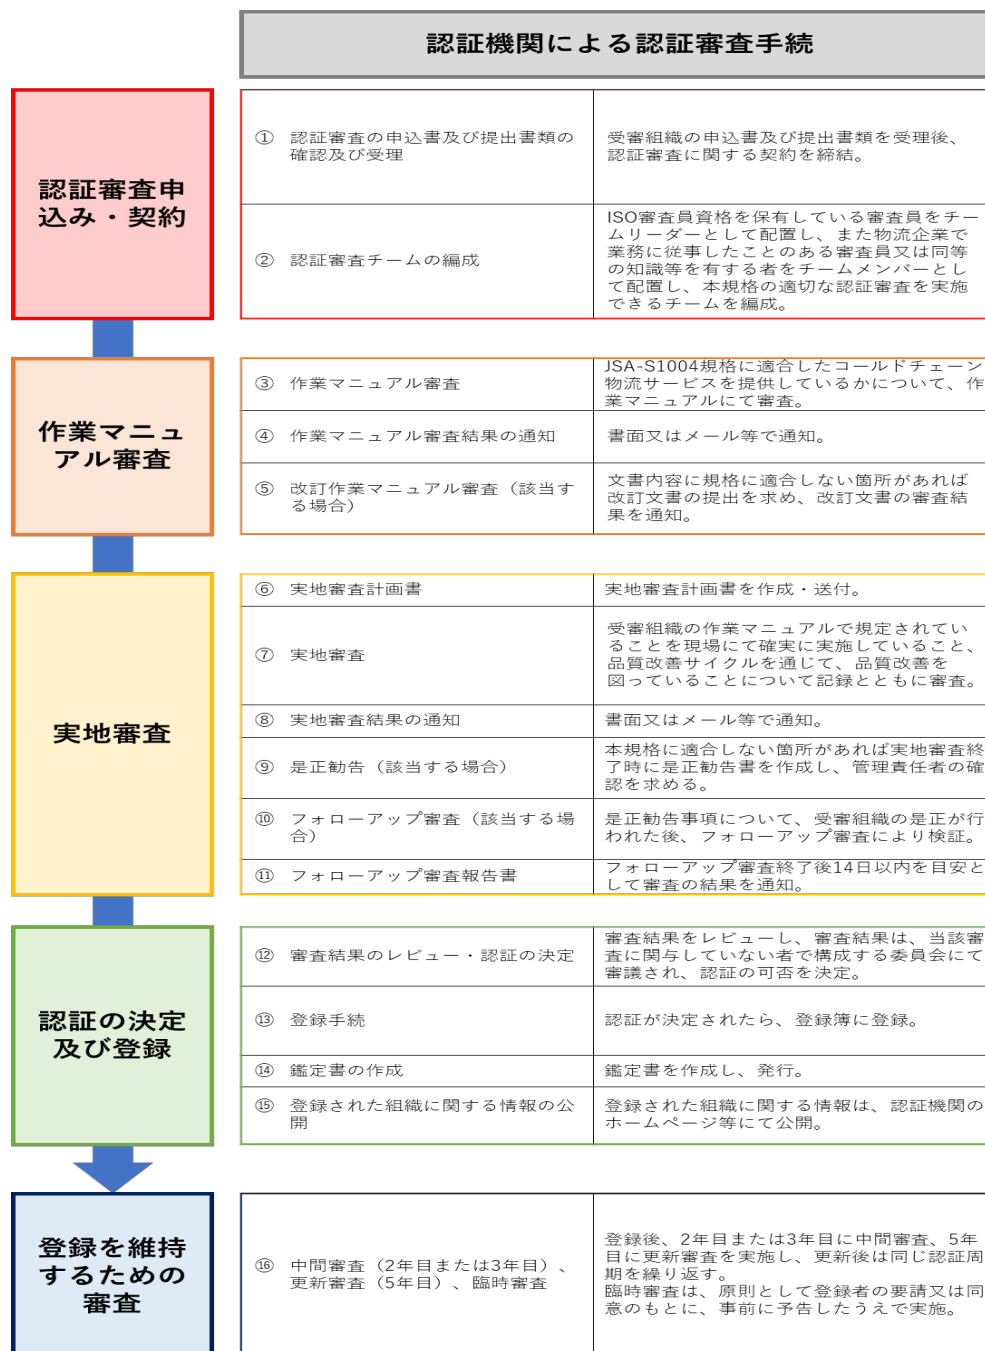 認証機関による認証審査手続
認証審査申
込み・契約
① 認証審査の申込書及び提出書類の
確認及び受理
受審組織の申込書及び提出書類を受理後、
認証審査に関する契約を締結。
② 認証審査チームの編成
ISO審査員資格を保有している審査員をチー
ムリーダーとして配置し、また物流企業で
業務に従事したことのある審査員又は同等
の知識等を有する者をチームメンバーとし
て配置し、本規格の適切な認証審査を実施
できるチームを編成。
作業マニュ
アル審査
③ 作業マニュアル審査
JSA-S1004規格に適合したコールドチェーン
物流サービスを提供しているかについて、作
業マニュアルにて審査。
④ 作業マニュアル審査結果の通知
書面又はメール等で通知。
⑤ 改訂作業マニュアル審査（該当す
る場合）
文書内容に規格に適合しない箇所があれば
改訂文書の提出を求め、改訂文書の審査結
果を通知。
実地審査
⑥ 実地審査計画書
実地審査計画書を作成・送付。
⑦ 実地審査
受審組織の作業マニュアルで規定されてい
ることを現場にて確実に実施していること、
品質改善サイクルを通じて、品質改善を
図っていることについて記録とともに審査。
⑧ 実地審査結果の通知
書面又はメール等で通知。
⑨ 是正勧告（該当する場合）
本規格に適合しない箇所があれば実地審査終
了時に是正勧告書を作成し、管理責任者の確
認を求める。
⑩ フォローアップ審査（該当する場
合）
是正勧告事項について、受審組織の是正が行
われた後、フォローアップ審査により検証。
⑪ フォローアップ審査報告書
フォローアップ審査終了後14日以内を目安と
して審査の結果を通知。
認証の決定
及び登録
⑫ 審査結果のレビュー・認証の決定
審査結果をレビューし、審査結果は、当該審
査に関与していない者で構成する委員会にて
審議され、認証の可否を決定。
⑬ 登録手続
認証が決定されたら、登録簿に登録。
⑭ 鑑定書の作成
鑑定書を作成し、発行。
⑮ 登録された組織に関する情報の公
開
登録された組織に関する情報は、認証機関の
ホームページ等にて公開。
登録を維持
するための
審査
⑯ 中間審査（2年目または3年目）、
更新審査（5年目）、臨時審査
登録後、2年目または3年目に中間審査、5年
目に更新審査を実施し、更新後は同じ認証周
期を繰り返す。
臨時審査は、原則として登録者の要請又は同
意のもとに、事前に予告したうえで実施。